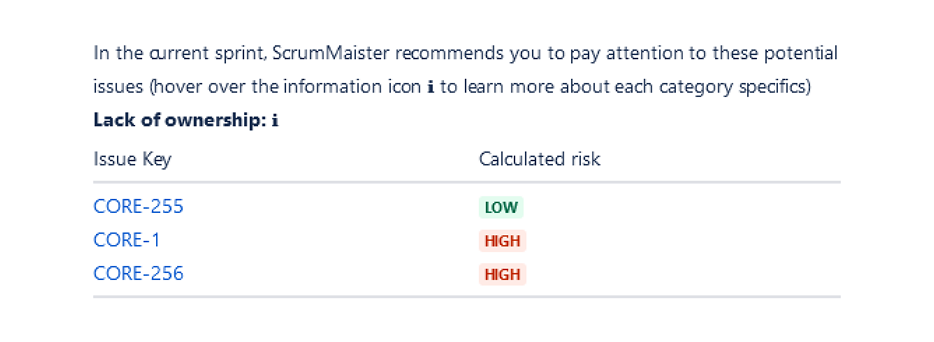 In the current sprint, ScrumMaister recommends you to pay attention to these potential
issues (hover over the information icon i to learn more about each category specifics)
Lack of ownership: i
Issue Key Calculated risk
CORE-255 LOW
CORE-1 HIGH
CORE-256 HIGH